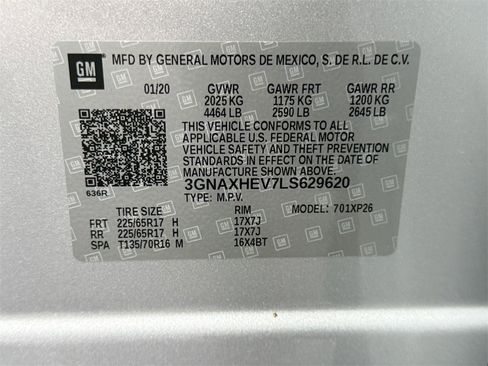 GM
MFD BY GENERAL MOTORS DE MEXICO, S. DE R.L. DE C.V.
01/20 GVWR GAWR FRT GAWR RR
2025 KG 1175 KG 1200 KG
4464 LB 2590 LB 2645 LB
THIS VEHICLE CONFORMS TO ALL
APPLICABLE U.S. FEDERAL MOTOR
VEHICLE SAFETY AND THEFT PREVENTION
STANDARDS IN EFFECT ON THE DATE OF
MANUFACTURE SHOWN ABOVE.
636R 3GNAXHEV7LS629620
TYPE: M.P.V.
TIRE SIZE RIM MODEL: 701XP26
FRT 225/65R17 H 17X7J
RR 225/65R17 H 17X7J
SPA T135/70R16 M 16X4BT